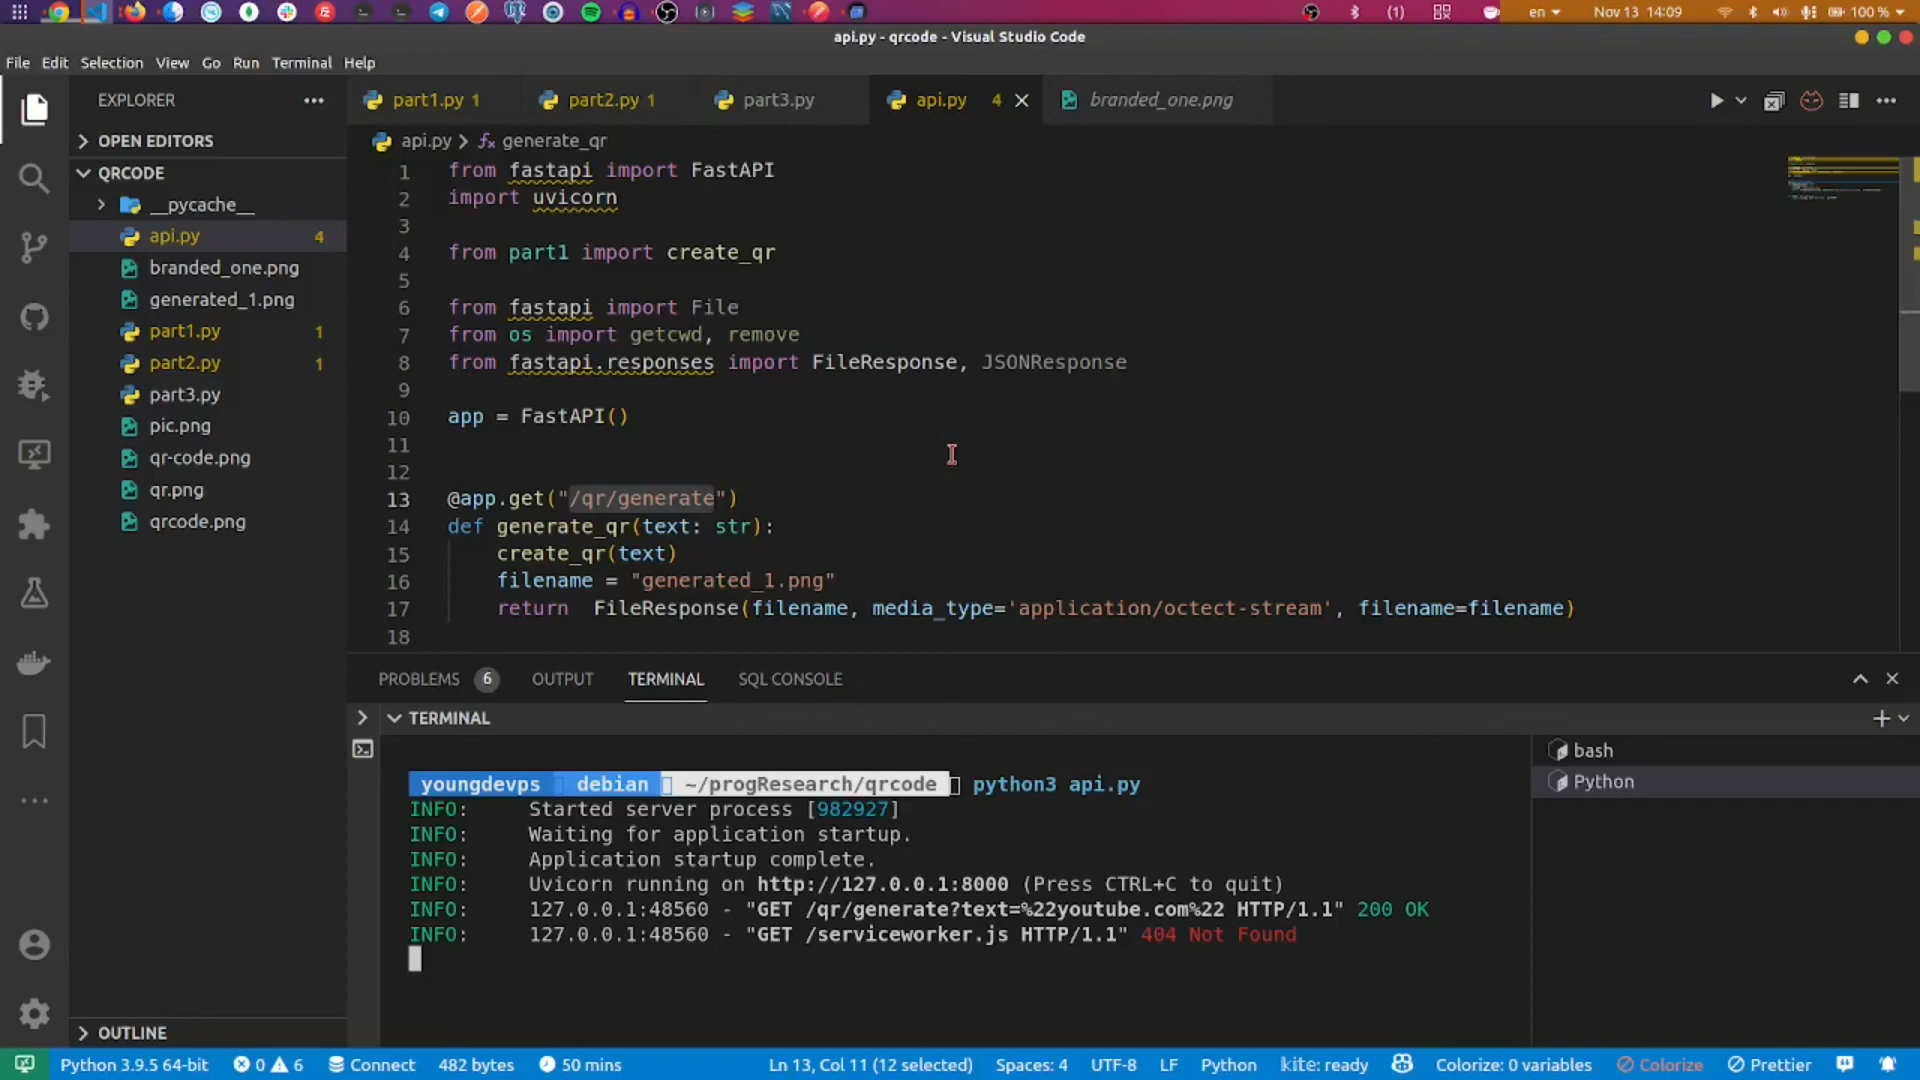 en
Nov 13 14:09
(1)
100 %
api.py - qrcode - Visual Studio Code
File Edit Selection View Go Run Terminal Help
EXPLORER
part1.py 1
part2.py 1
part3.py
api.py 4
branded_one.png
OPEN EDITORS
QRCODE
__pycache__
api.py 4
branded_one.png
generated_1.png
part1.py 1
part2.py 1
part3.py
pic.png
qr-code.png
qr.png
qrcode.png
OUTLINE
api.py > generate_qr
1 from fastapi import FastAPI
2 import uvicorn
3
4 from part1 import create_qr
5
6 from fastapi import File
7 from os import getcwd, remove
8 from fastapi.responses import FileResponse, JSONResponse
9
10 app = FastAPI()
11
12
13 @app.get("/qr/generate")
14 def generate_qr(text: str):
15 create_qr(text)
16 filename = "generated_1.png"
17 return FileResponse(filename, media_type='application/octect-stream', filename=filename)
18
PROBLEMS 6 OUTPUT TERMINAL SQL CONSOLE
TERMINAL
youngdevps debian ~/progResearch/qrcode python3 api.py
INFO: Started server process [982927]
INFO: Waiting for application startup.
INFO: Application startup complete.
INFO: Uvicorn running on http://127.0.0.1:8000 (Press CTRL+C to quit)
INFO: 127.0.0.1:48560 - "GET /qr/generate?text=%22youtube.com%22 HTTP/1.1" 200 OK
INFO: 127.0.0.1:48560 - "GET /serviceworker.js HTTP/1.1" 404 Not Found
bash
Python
Python 3.9.5 64-bit 0 6 Connect 482 bytes 50 mins Ln 13, Col 11 (12 selected) Spaces: 4 UTF-8 LF Python kite: ready Colorize: 0 variables Colorize Prettier